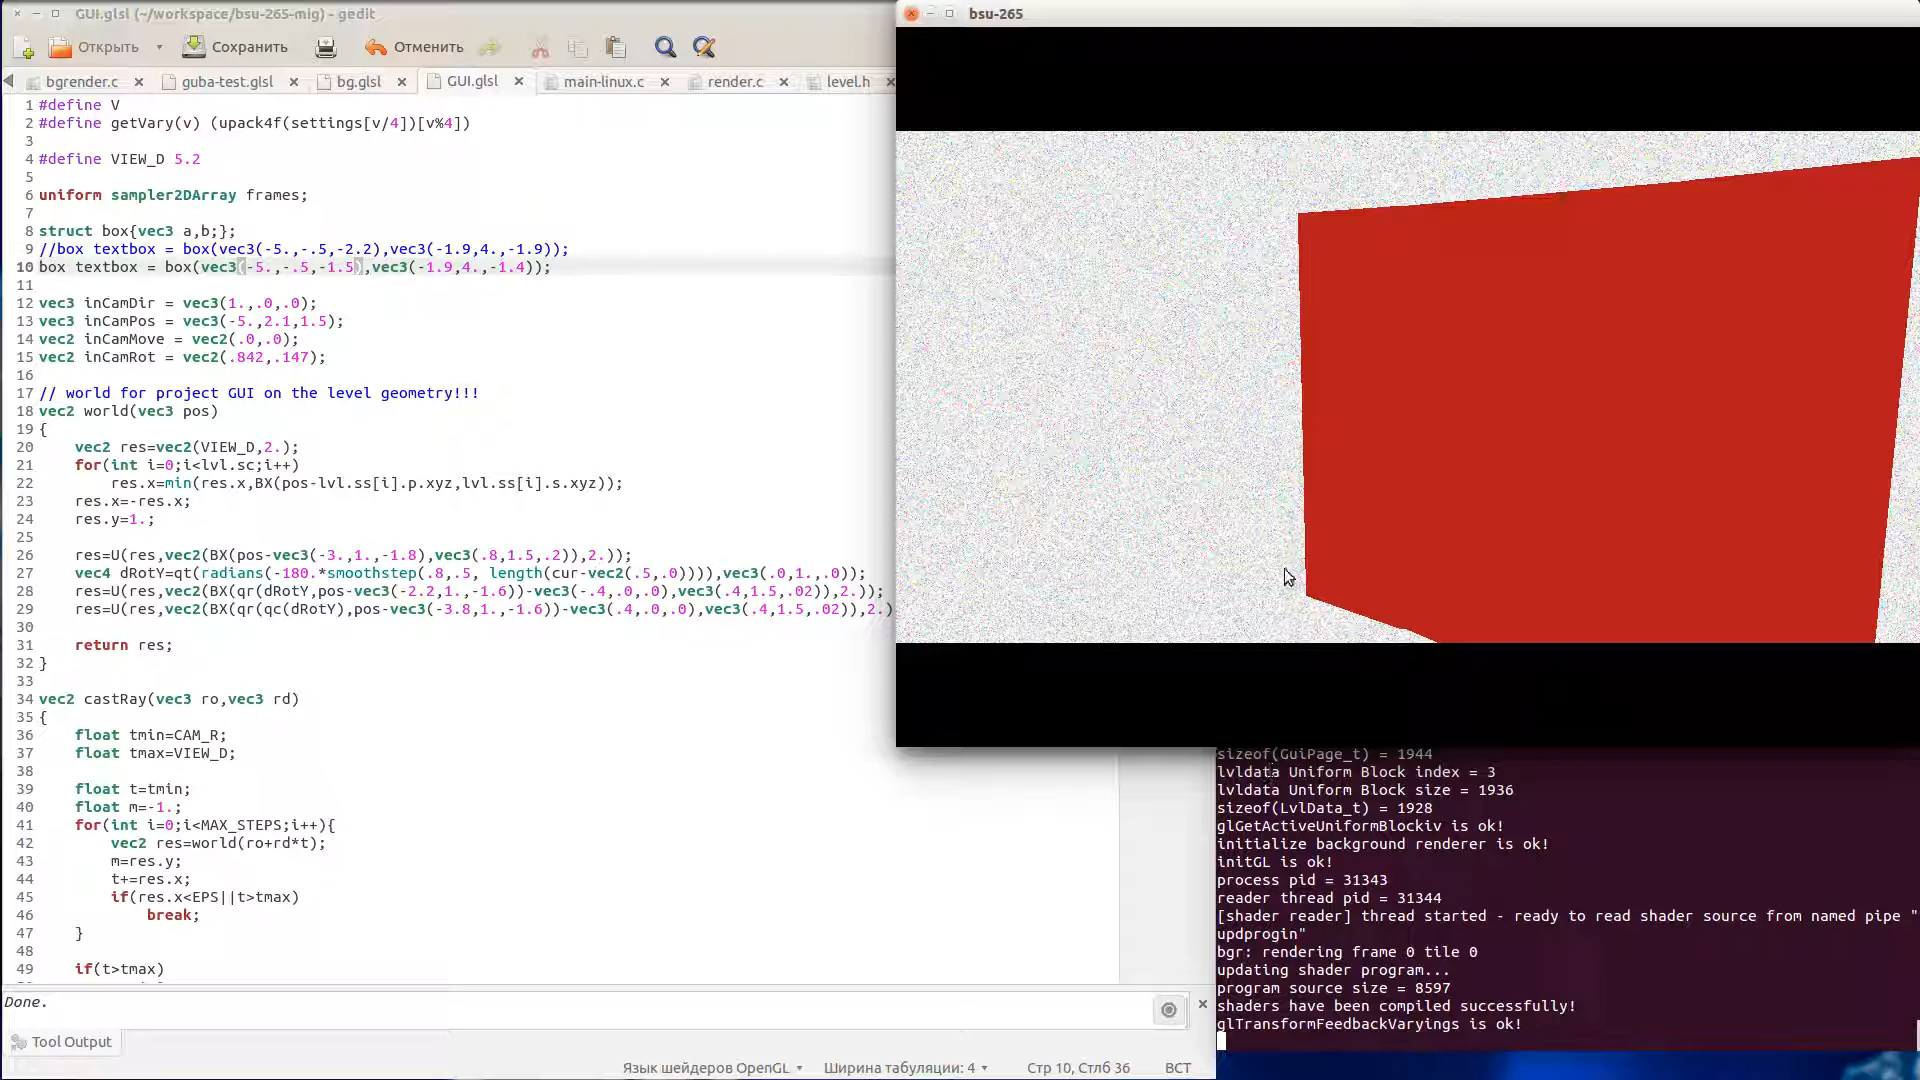 GUI.glsl (~/workspace/bsu-265-mig) - gedit
Открыть Сохранить Отменить
bgrender.c guba-test.glsl bg.glsl GUI.glsl main-linux.c render.c level.h
1 #define V
2 #define getVary(v) (upack4f(settings[v/4])[v%4])
3
4 #define VIEW_D 5.2
5
6 uniform sampler2DArray frames;
7
8 struct box{vec3 a,b;};
9 //box textbox = box(vec3(-5.,-.5,-2.2),vec3(-1.9,4.,-1.9));
10 box textbox = box(vec3(-5.,-.5,-1.5),vec3(-1.9,4.,-1.4));
11
12 vec3 inCamDir = vec3(1.,.0,.0);
13 vec3 inCamPos = vec3(-5.,2.1,1.5);
14 vec2 inCamMove = vec2(.0,.0);
15 vec2 inCamRot = vec2(.842,.147);
16
17 // world for project GUI on the level geometry!!!
18 vec2 world(vec3 pos)
19 {
20 vec2 res=vec2(VIEW_D,2.);
21 for(int i=0;i<lvl.sc;i++)
22 res.x=min(res.x,BX(pos-lvl.ss[i].p.xyz,lvl.ss[i].s.xyz));
23 res.x=-res.x;
24 res.y=1.;
25
26 res=U(res,vec2(BX(pos-vec3(-3.,1.,-1.8),vec3(.8,1.5,.2)),2.));
27 vec4 dRotY=qt(radians(-180.*smoothstep(.8,.5, length(cur-vec2(.5,.0)))),vec3(.0,1.,.0));
28 res=U(res,vec2(BX(qr(dRotY,pos-vec3(-2.2,1.,-1.6))-vec3(-.4,.0,.0),vec3(.4,1.5,.02)),2.));
29 res=U(res,vec2(BX(qr(qc(dRotY),pos-vec3(-3.8,1.,-1.6))-vec3(.4,.0,.0),vec3(.4,1.5,.02)),2.)
30
31 return res;
32 }
33
34 vec2 castRay(vec3 ro,vec3 rd)
35 {
36 float tmin=CAM_R;
37 float tmax=VIEW_D;
38
39 float t=tmin;
40 float m=-1.;
41 for(int i=0;i<MAX_STEPS;i++){
42 vec2 res=world(ro+rd*t);
43 m=res.y;
44 t+=res.x;
45 if(res.x<EPS||t>tmax)
46 break;
47 }
48
49 if(t>tmax)
Done.
Tool Output
Язык шейдеров OpenGL Ширина табуляции: 4 Стр 10, Стлб 36 ВСТ
bsu-265
sizeof(GuiPage_t) = 1944
lvldata Uniform Block index = 3
lvldata Uniform Block size = 1936
sizeof(LvlData_t) = 1928
glGetActiveUniformBlockiv is ok!
initialize background renderer is ok!
initGL is ok!
process pid = 31343
reader thread pid = 31344
[shader reader] thread started - ready to read shader source from named pipe "
updprogin"
bgr: rendering frame 0 tile 0
updating shader program...
program source size = 8597
shaders have been compiled successfully!
glTransformFeedbackVaryings is ok!